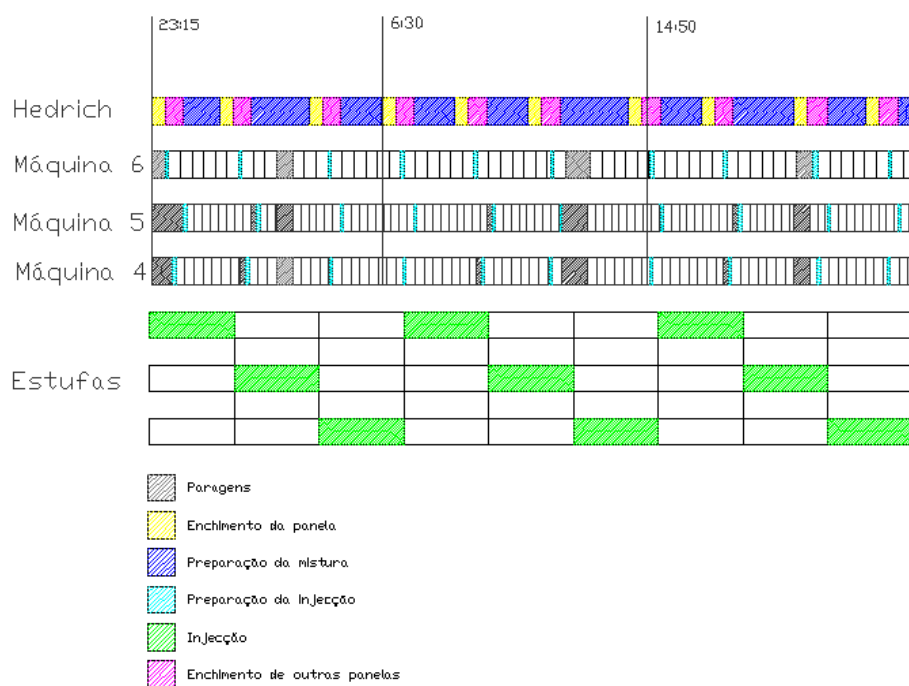 23:15
6:30
14:50
Hedrich
Máquina 6
Máquina 5
Máquina 4
Estufas
Paragens
Enchimento da panela
Preparação da mistura
Preparação da Injecção
Injecção
Enchimento de outras panelas